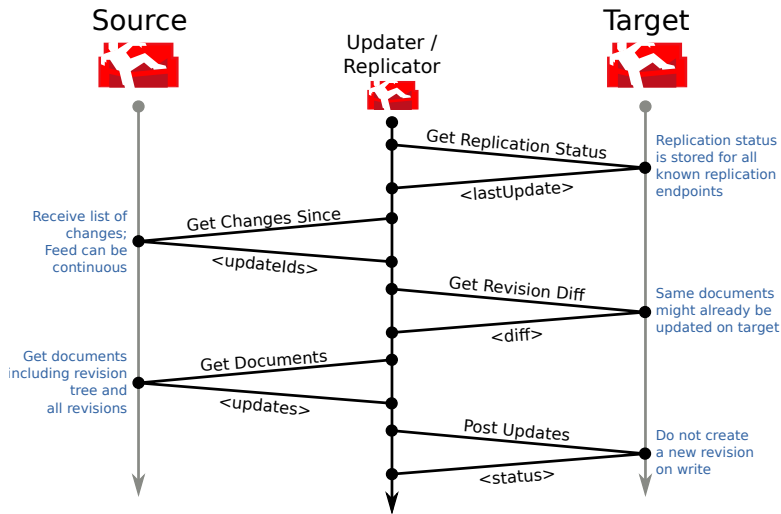 Source
Updater /
Replicator
Target
Get Replication Status
Replication status
is stored for all
known replication
endpoints
<lastUpdate>
Receive list of
changes;
Feed can be
continuous
Get Changes Since
<updateIds>
Get Revision Diff
Same documents
might already be
updated on target
<diff>
Get documents
including revision
tree and
all revisions
Get Documents
<updates>
Post Updates
Do not create
a new revision
on write
<status>